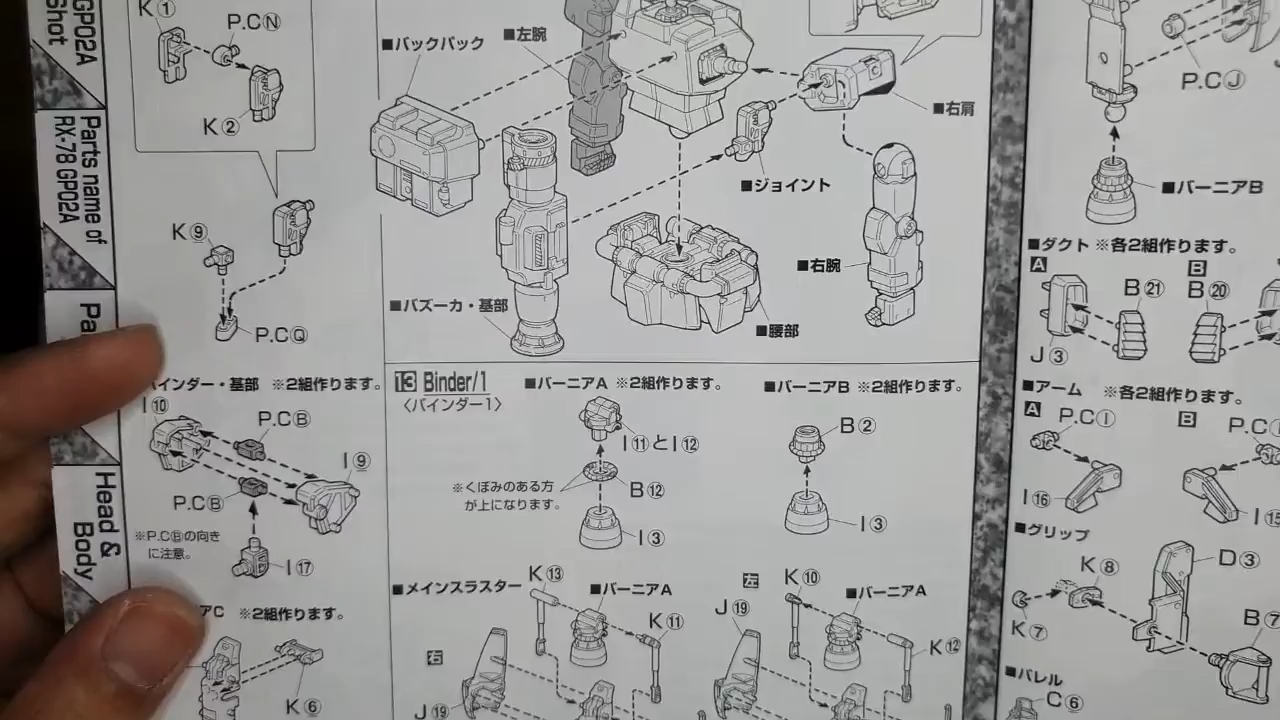 GP02A
Shot
Parts name of
RX-78 GP02A
Pa
Head &
Body
K①
P.CⓃ
K②
K⑨
P.CⓆ
インダー・基部 ※2組作ります。
I⑩
P.CⒷ
I⑨
P.CⒷ
※P.CⒷの向き
に注意。
I⑰
アC ※2組作ります。
K⑥
■バックパック
■左腕
■右肩
■ジョイント
■右腕
■バズーカ・基部
■腰部
13 Binder/1
〈バインダー1〉
■バーニアA ※2組作ります。
I⑪とI⑫
※くぼみのある方
が上になります。
B⑫
I③
■バーニアB ※2組作ります。
B②
I③
■メインスラスター
K⑬
■バーニアA
K⑪
右
J⑲
左
J⑲
K⑩
■バーニアA
K⑫
P.CⒿ
■バーニアB
■ダクト ※各2組作ります。
A
B㉑
J③
B
B⑳
■アーム ※各2組作ります。
A
P.CⒾ
I⑯
B
P.C
I⑮
■グリップ
K⑧
D③
K⑦
B⑦
■バレル
C⑥